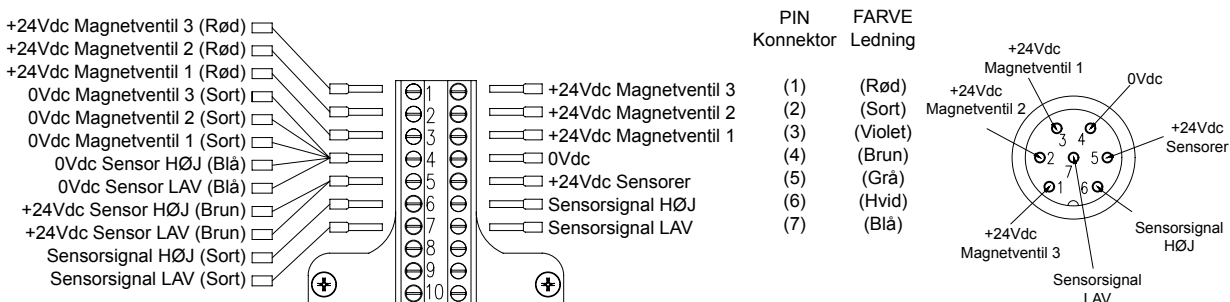 +24Vdc Magnetventil 3 (Rød)
+24Vdc Magnetventil 2 (Rød)
+24Vdc Magnetventil 1 (Rød)
0Vdc Magnetventil 3 (Sort)
0Vdc Magnetventil 2 (Sort)
0Vdc Magnetventil 1 (Sort)
0Vdc Sensor HØJ (Blå)
0Vdc Sensor LAV (Blå)
+24Vdc Sensor HØJ (Brun)
+24Vdc Sensor LAV (Brun)
Sensorsignal HØJ (Sort)
Sensorsignal LAV (Sort)
1
2
3
4
5
6
7
8
9
10
+24Vdc Magnetventil 3
+24Vdc Magnetventil 2
+24Vdc Magnetventil 1
0Vdc
+24Vdc Sensorer
Sensorsignal HØJ
Sensorsignal LAV
PIN FARVE
Konnektor Ledning
(1) (Rød)
(2) (Sort)
(3) (Violet)
(4) (Brun)
(5) (Grå)
(6) (Hvid)
(7) (Blå)
+24Vdc
Magnetventil 1
0Vdc
+24Vdc
Magnetventil 2
+24Vdc
Sensorer
3 4
2 7 5
1 6
+24Vdc
Magnetventil 3
Sensorsignal
HØJ
Sensorsignal
LAV